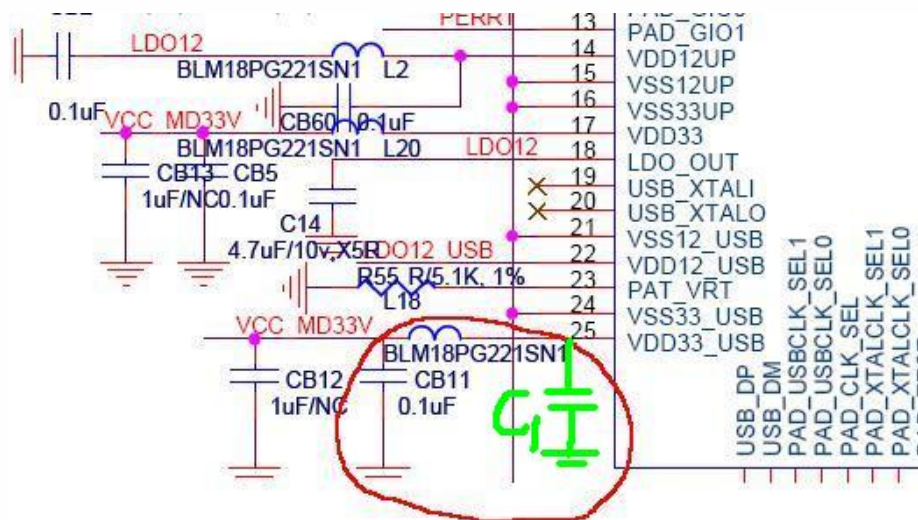 PERR1 13 PAD_GIO1
LDO12 14 VDD12UP
BLM18PG221SN1 L2 15 VSS12UP
0.1uF 16 VSS33UP
VCC_MD33V CB60 0.1uF 17 VDD33
BLM18PG221SN1 L20 LDO12 18 LDO_OUT
CB13 CB5 19 USB_XTALI
1uF/NC 0.1uF 20 USB_XTALO
C14 21 VSS12_USB
4.7uF/10v,X5R LDO12_USB 22 VDD12_USB
R55 R/5.1K, 1% 23 PAT_VRT
L18 24 VSS33_USB
VCC_MD33V 25 VDD33_USB
BLM18PG221SN1
CB12 CB11
1uF/NC 0.1uF
C1
USB_DP
USB_DM
PAD_USBCLK_SEL1
PAD_USBCLK_SEL0
PAD_CLK_SEL
PAD_XTALCLK_SEL1
PAD_XTALCLK_SEL0